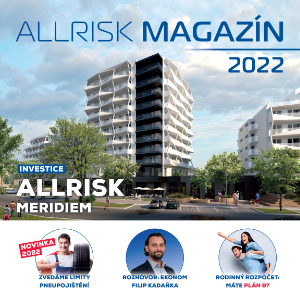 ALLRISK MAGAZÍN
2022
INVESTICE
ALLRISK
MERIDIEM
NOVINKA
2022
ZVEDÁME LIMITY
PNEUPOJIŠTĚNÍ
ROZHOVOR: EKONOM
FILIP KADAŇKA
RODINNÝ ROZPOČET:
MÁTE PLÁN B?